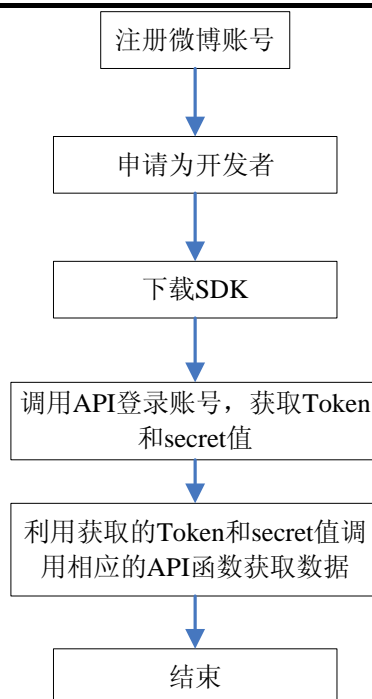 注册微博账号
申请为开发者
下载SDK
调用API登录账号，获取Token
和secret值
利用获取的Token和secret值调
用相应的API函数获取数据
结束